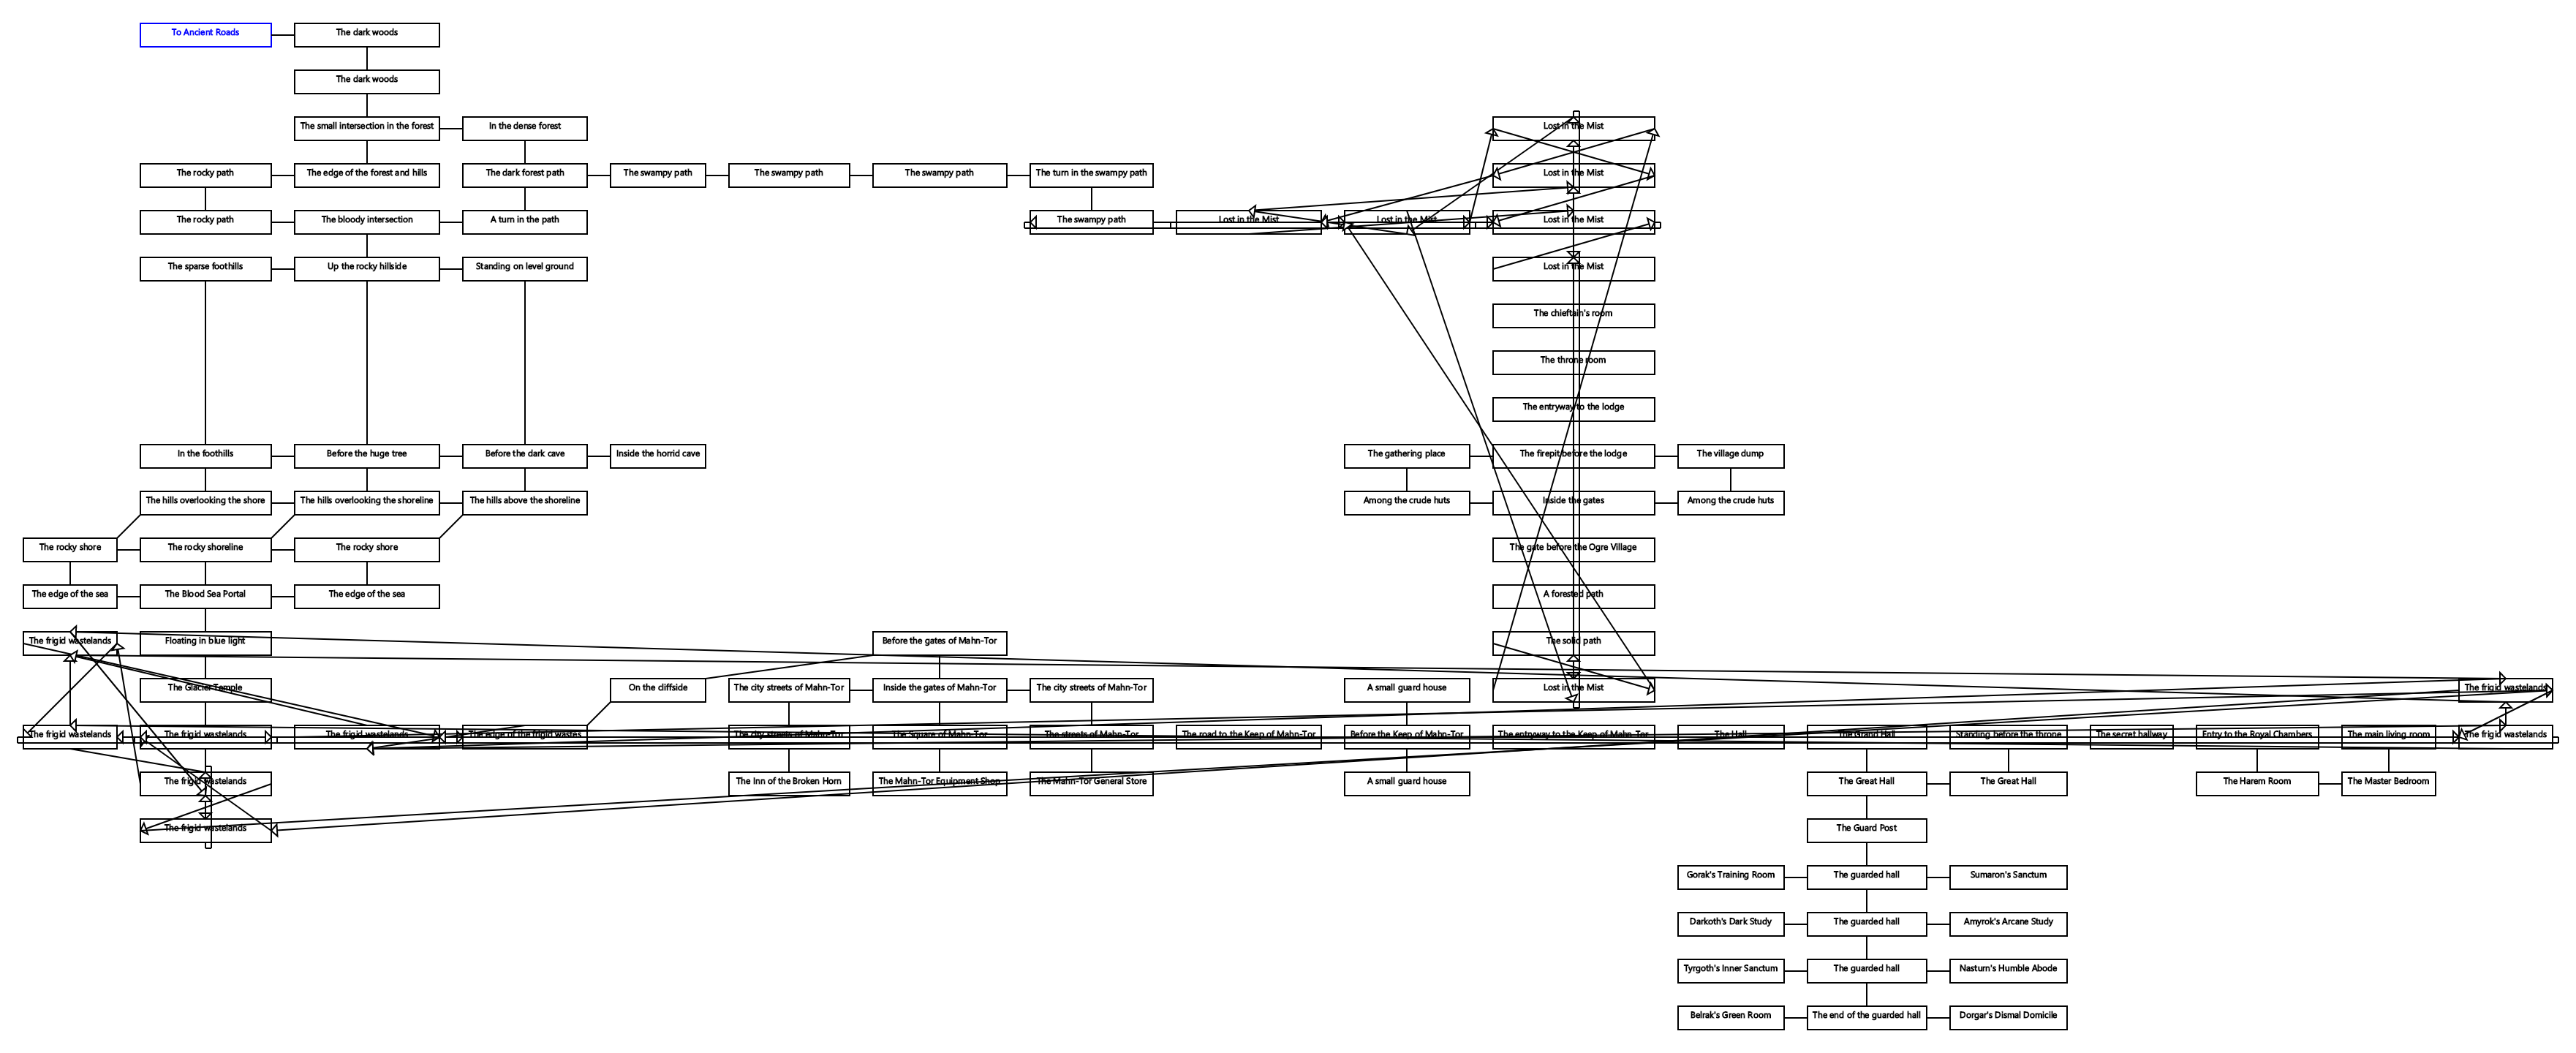 To Ancient Roads
The dark woods
The dark woods
The small intersection in the forest
In the dense forest
Lost in the Mist
The rocky path
The edge of the forest and hills
The dark forest path
The swampy path
The swampy path
The swampy path
The turn in the swampy path
Lost in the Mist
The rocky path
The bloody intersection
A turn in the path
The swampy path
Lost in the Mist
Lost in the Mist
Lost in the Mist
The sparse foothills
Up the rocky hillside
Standing on level ground
Lost in the Mist
The chieftain's room
The throne room
The entryway to the lodge
In the foothills
Before the huge tree
Before the dark cave
Inside the horrid cave
The gathering place
The firepit before the lodge
The village dump
The hills overlooking the shore
The hills overlooking the shoreline
The hills above the shoreline
Among the crude huts
Inside the gates
Among the crude huts
The rocky shore
The rocky shoreline
The rocky shore
The gate before the Ogre Village
The edge of the sea
The Blood Sea Portal
The edge of the sea
A forested path
The frigid wastelands
Floating in blue light
Before the gates of Mahn-Tor
The solid path
The Glacier Temple
On the cliffside
The city streets of Mahn-Tor
Inside the gates of Mahn-Tor
The city streets of Mahn-Tor
A small guard house
Lost in the Mist
The frigid wastelands
The frigid wastelands
The frigid wastelands
The frigid wastelands
The edge of the frigid wastes
The city streets of Mahn-Tor
The Square of Mahn-Tor
The streets of Mahn-Tor
The road to the Keep of Mahn-Tor
Before the Keep of Mahn-Tor
The entryway to the Keep of Mahn-Tor
The Hall
The Grand Hall
Standing before the throne
The secret hallway
Entry to the Royal Chambers
The main living room
The frigid wastelands
The frigid wastelands
The Inn of the Broken Horn
The Mahn-Tor Equipment Shop
The Mahn-Tor General Store
A small guard house
The Great Hall
The Great Hall
The Harem Room
The Master Bedroom
The frigid wastelands
The Guard Post
Gorak's Training Room
The guarded hall
Sumaron's Sanctum
Darkoth's Dark Study
The guarded hall
Amyrok's Arcane Study
Tyrgoth's Inner Sanctum
The guarded hall
Nasturn's Humble Abode
Belrak's Green Room
The end of the guarded hall
Dorgar's Dismal Domicile